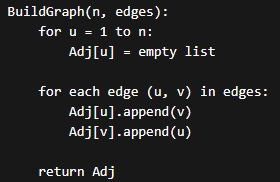 BuildGraph(n, edges):
    for u = 1 to n:
        Adj[u] = empty list

    for each edge (u, v) in edges:
        Adj[u].append(v)
        Adj[v].append(u)

    return Adj